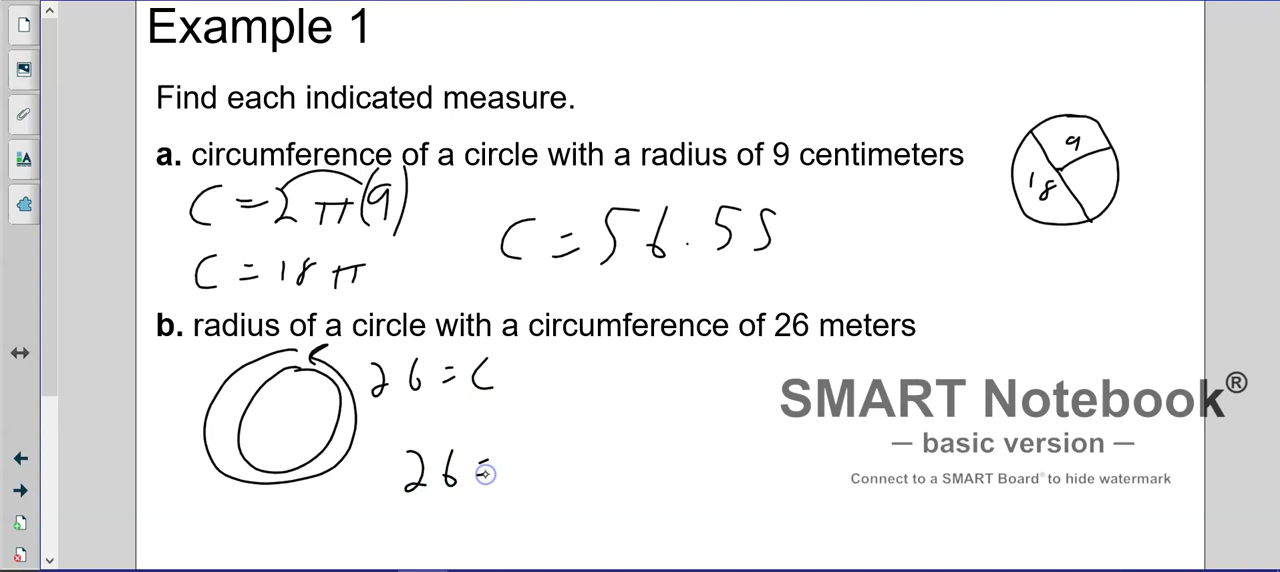 Example 1
Find each indicated measure.
a. circumference of a circle with a radius of 9 centimeters
9
18
C = 2π(9)
C = 56.55
C = 18π
b. radius of a circle with a circumference of 26 meters
26 = C
26 =
SMART Notebook®
— basic version —
Connect to a SMART Board® to hide watermark